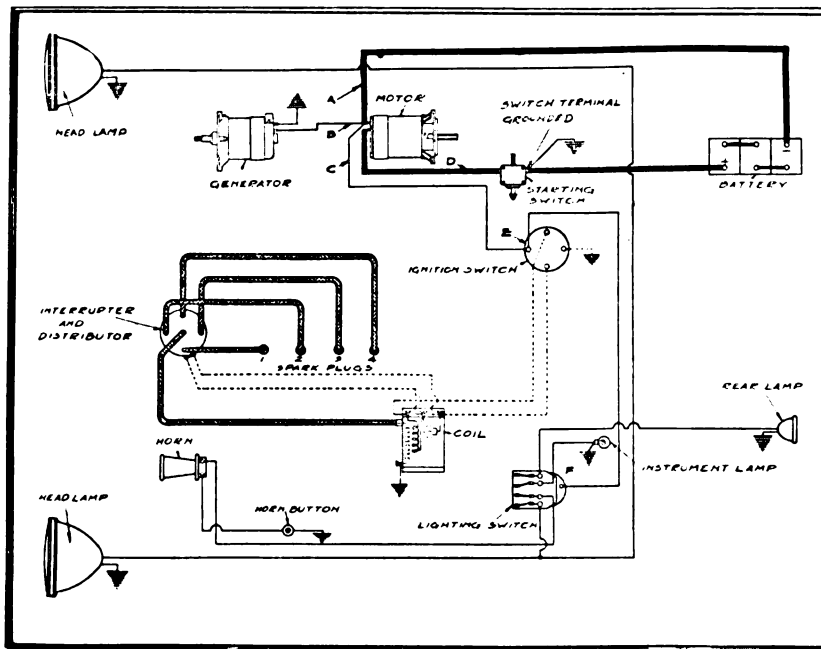 HEAD LAMP
A
MOTOR
SWITCH TERMINAL
GROUNDED
B
C
GENERATOR
D
STARTING
SWITCH
+
-
BATTERY
E
IGNITION SWITCH
INTERRUPTER
AND
DISTRIBUTOR
1
2
3
4
SPARK PLUGS
REAR LAMP
HORN
COIL
F
INSTRUMENT LAMP
HEAD LAMP
HORN BUTTON
LIGHTING SWITCH